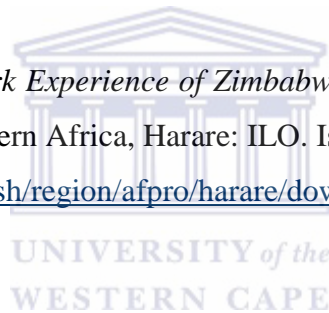 rk Experience of Zimbabw
ern Africa, Harare: ILO. Is
sh/region/afpro/harare/dow
UNIVERSITY of the
WESTERN CAPE